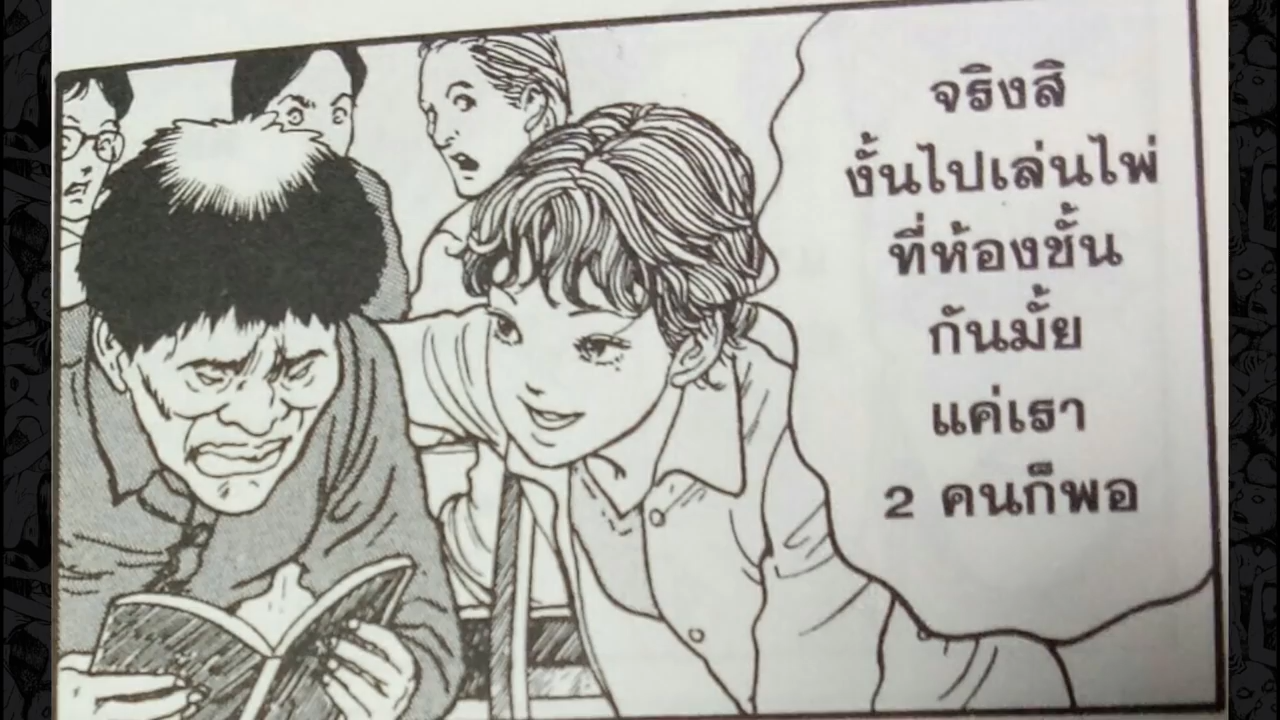 จริงสิ
งั้นไปเล่นไพ่
ที่ห้องขั้น
กันมั้ย
แค่เรา
2 คนก็พอ